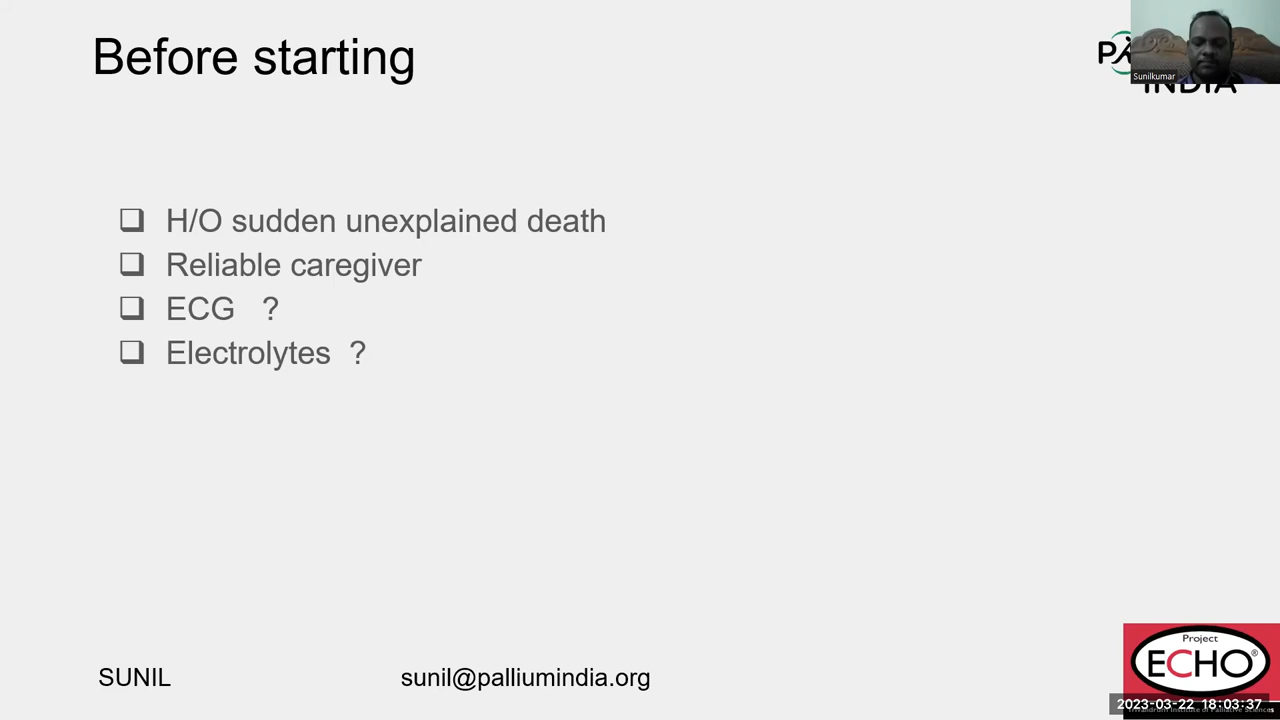 Before starting
Sunilkumar
INDIA
❑ H/O sudden unexplained death
❑ Reliable caregiver
❑ ECG ?
❑ Electrolytes ?
SUNIL
sunil@palliumindia.org
Project
ECHO®
2023-03-22 18:03:37